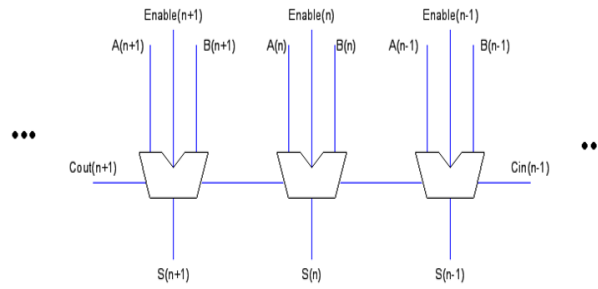 Enable(n+1) Enable(n) Enable(n-1)
A(n+1) B(n+1) A(n) B(n) A(n-1) B(n-1)
Cout(n+1) Cin(n-1)
S(n+1) S(n) S(n-1)